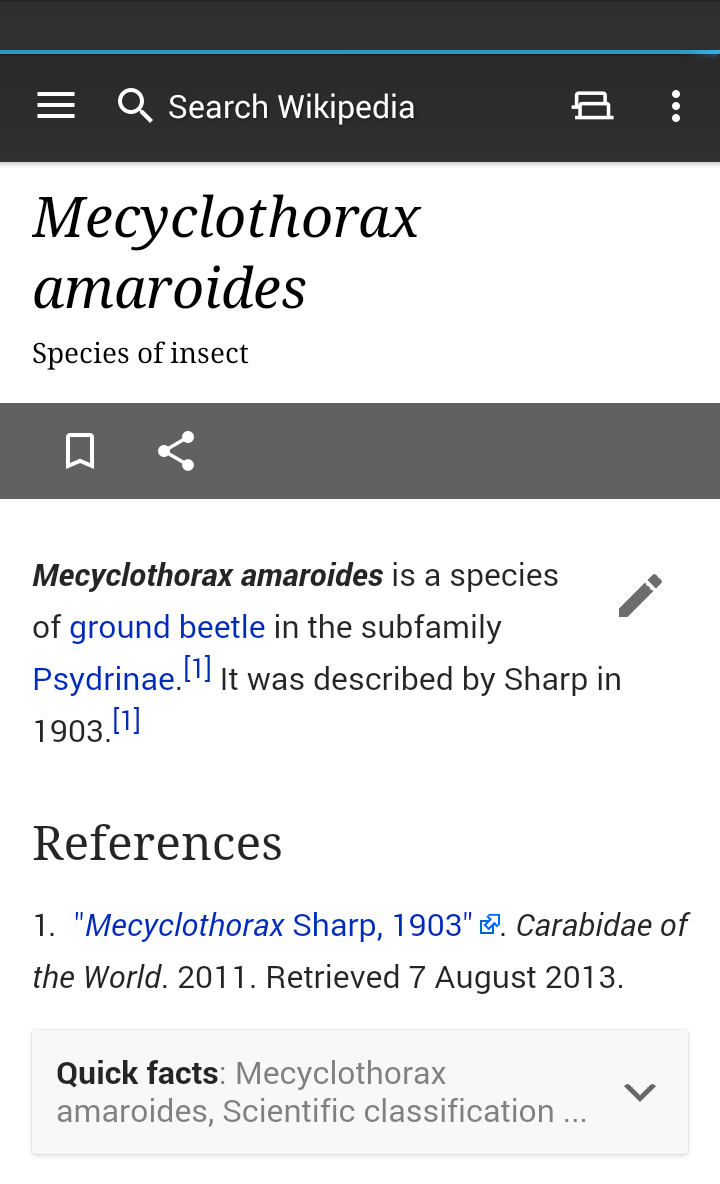 Search Wikipedia
Mecyclothorax
amaroides
Species of insect
Mecyclothorax amaroides is a species
of ground beetle in the subfamily
Psydrinae.[1] It was described by Sharp in
1903.[1]
References
1. "Mecyclothorax Sharp, 1903" . Carabidae of
the World. 2011. Retrieved 7 August 2013.
Quick facts: Mecyclothorax
amaroides, Scientific classification ...